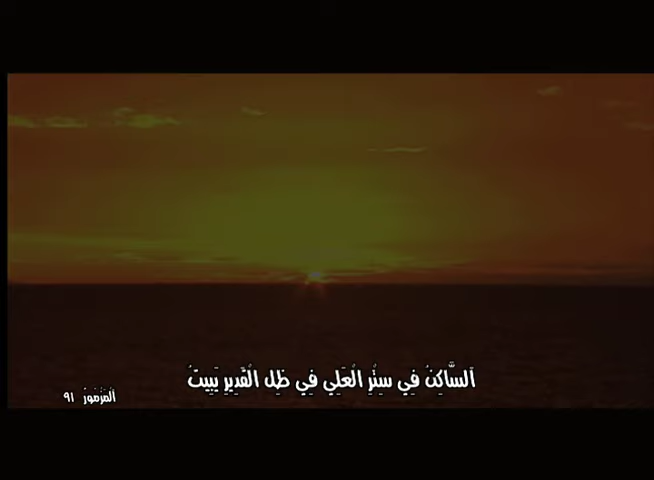 اَلسَّاكِنُ فِي سِتْرِ الْعَلِي فِي ظِلِ الْقَدِيرِ يَبِيتُ
اَلْمَزْمُورُ ٩١